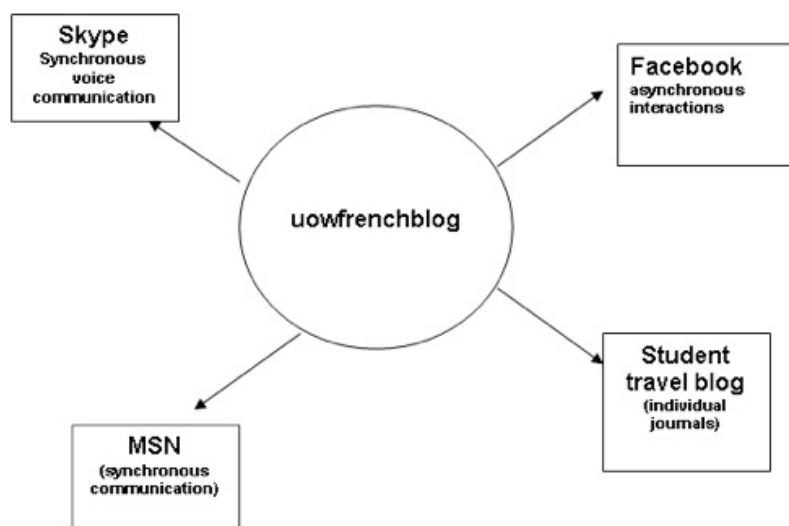 Skype
Synchronous
voice
communication
Facebook
asynchronous
interactions
uowfrenchblog
Student
travel blog
(individual
journals)
MSN
(synchronous
communication)